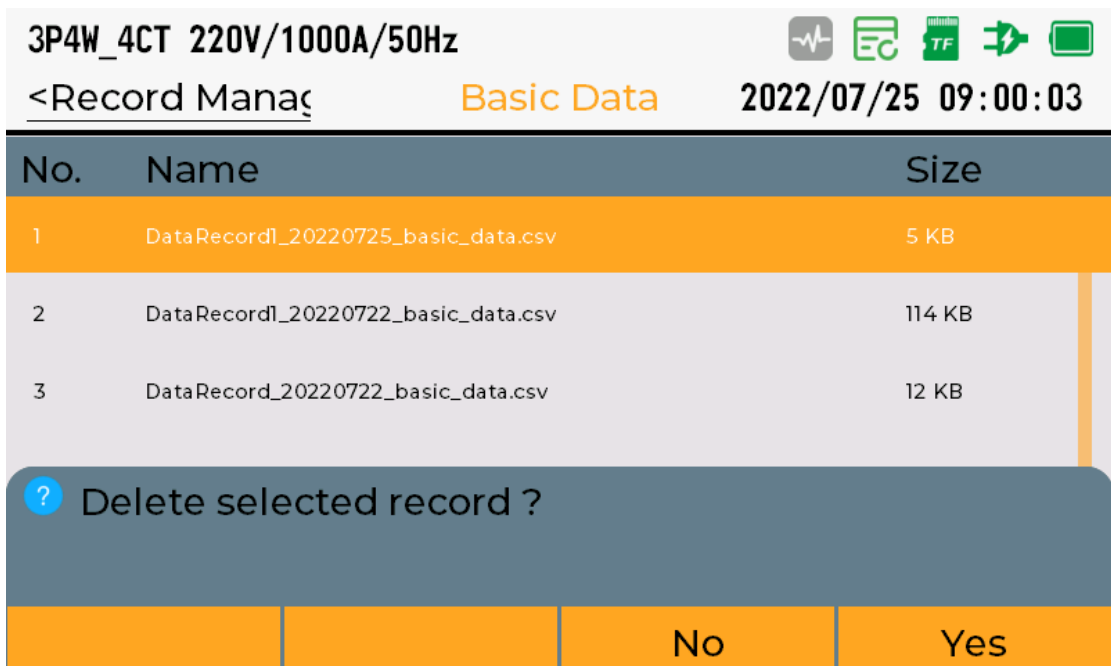 3P4W_4CT 220V/1000A/50Hz TF
<Record Manag Basic Data 2022/07/25 09:00:03
No. Name Size
1 DataRecord1_20220725_basic_data.csv 5 KB
2 DataRecord1_20220722_basic_data.csv 114 KB
3 DataRecord_20220722_basic_data.csv 12 KB
? Delete selected record ?
No Yes